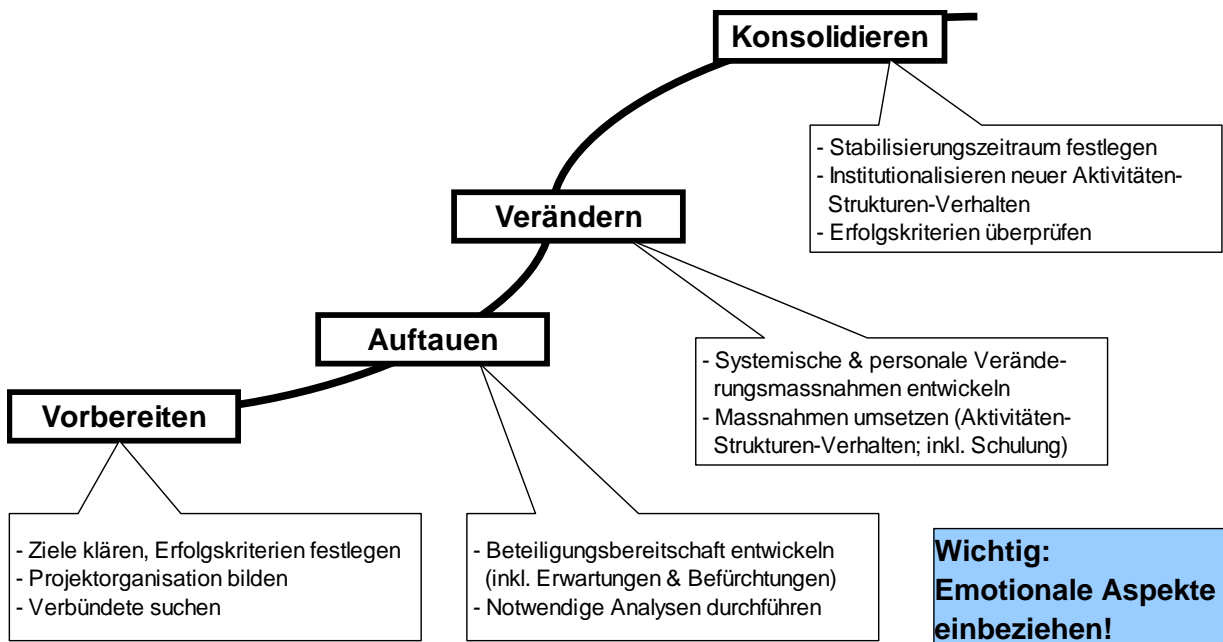 Konsolidieren
- Stabilisierungszeitraum festlegen
- Institutionalisieren neuer Aktivitäten-
Strukturen-Verhalten
- Erfolgskriterien überprüfen
Verändern
- Systemische & personale Verände-
rungsmassnahmen entwickeln
- Massnahmen umsetzen (Aktivitäten-
Strukturen-Verhalten; inkl. Schulung)
Auftauen
- Beteiligungsbereitschaft entwickeln
(inkl. Erwartungen & Befürchtungen)
- Notwendige Analysen durchführen
Vorbereiten
- Ziele klären, Erfolgskriterien festlegen
- Projektorganisation bilden
- Verbündete suchen
Wichtig:
Emotionale Aspekte
einbeziehen!